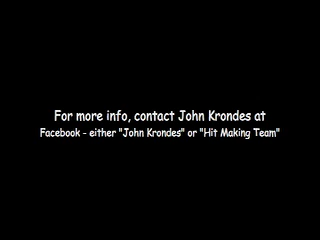 For more info, contact John Krondes at
Facebook - either "John Krondes" or "Hit Making Team"